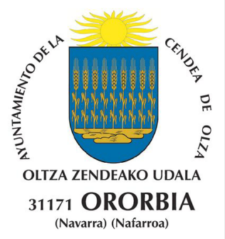 AYUNTAMIENTO DE LA CENDEA DE OLZA
OLTZA ZENDEAKO UDALA
31171 ORORBIA
(Navarra) (Nafarroa)